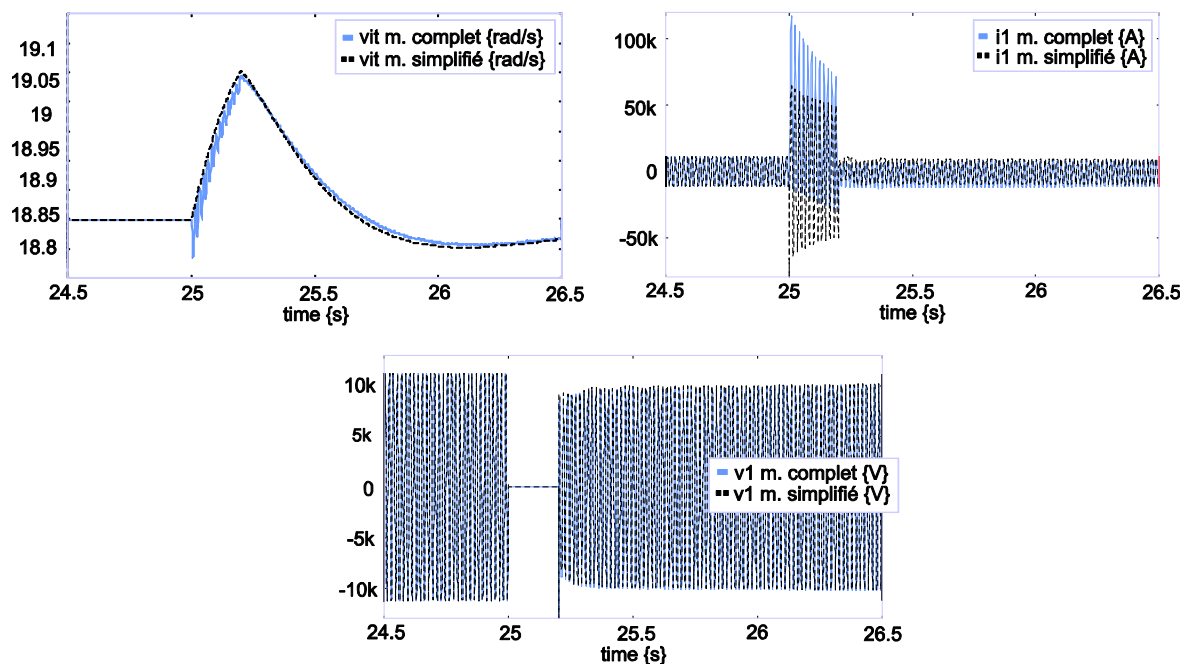 19.1
19.05
19
18.95
18.9
18.85
18.8
vit m. complet {rad/s}
vit m. simplifié {rad/s}
24.5 25 25.5 26 26.5
time {s}
100k
50k
0
-50k
i1 m. complet {A}
i1 m. simplifié {A}
24.5 25 25.5 26 26.5
time {s}
10k
5k
0
-5k
-10k
v1 m. complet {V}
v1 m. simplifié {V}
24.5 25 25.5 26 26.5
time {s}